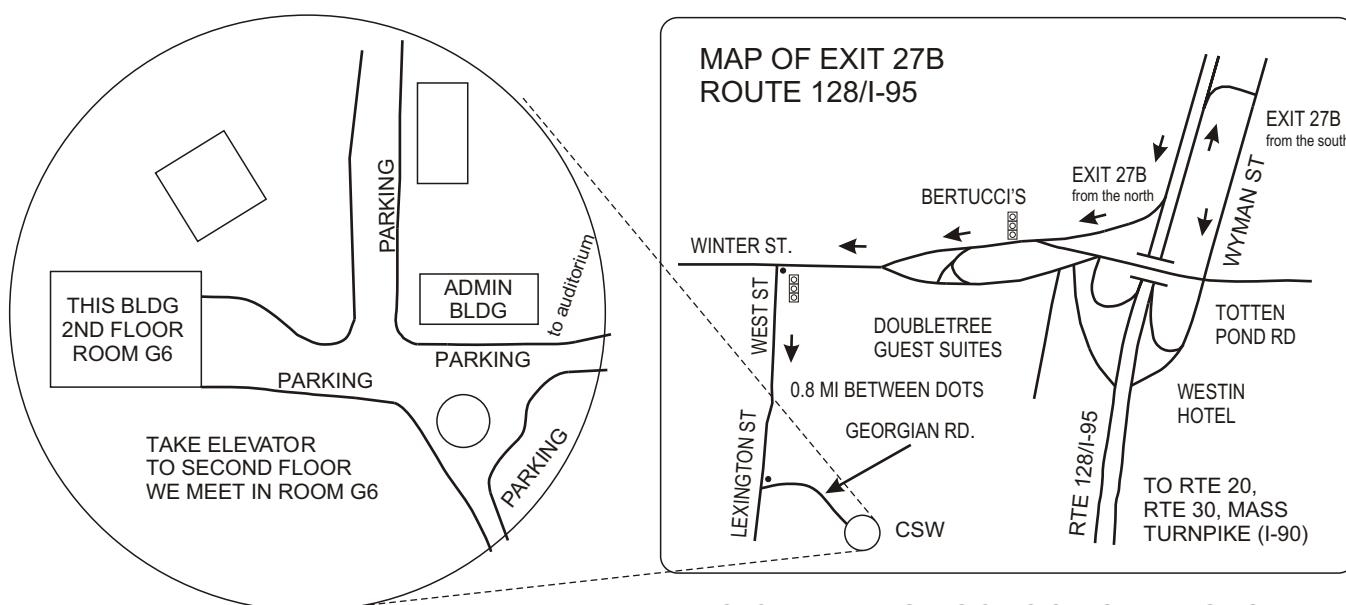 PARKING
THIS BLDG
2ND FLOOR
ROOM G6
ADMIN
BLDG
to auditorium
PARKING
PARKING
PARKING
TAKE ELEVATOR
TO SECOND FLOOR
WE MEET IN ROOM G6
MAP OF EXIT 27B
ROUTE 128/I-95
EXIT 27B
from the south
WYMAN ST
EXIT 27B
from the north
BERTUCCI'S
WINTER ST.
WEST ST
DOUBLETREE
GUEST SUITES
TOTTEN
POND RD
0.8 MI BETWEEN DOTS
WESTIN
HOTEL
GEORGIAN RD.
LEXINGTON ST
RTE 128/I-95
CSW
TO RTE 20,
RTE 30, MASS
TURNPIKE (I-90)